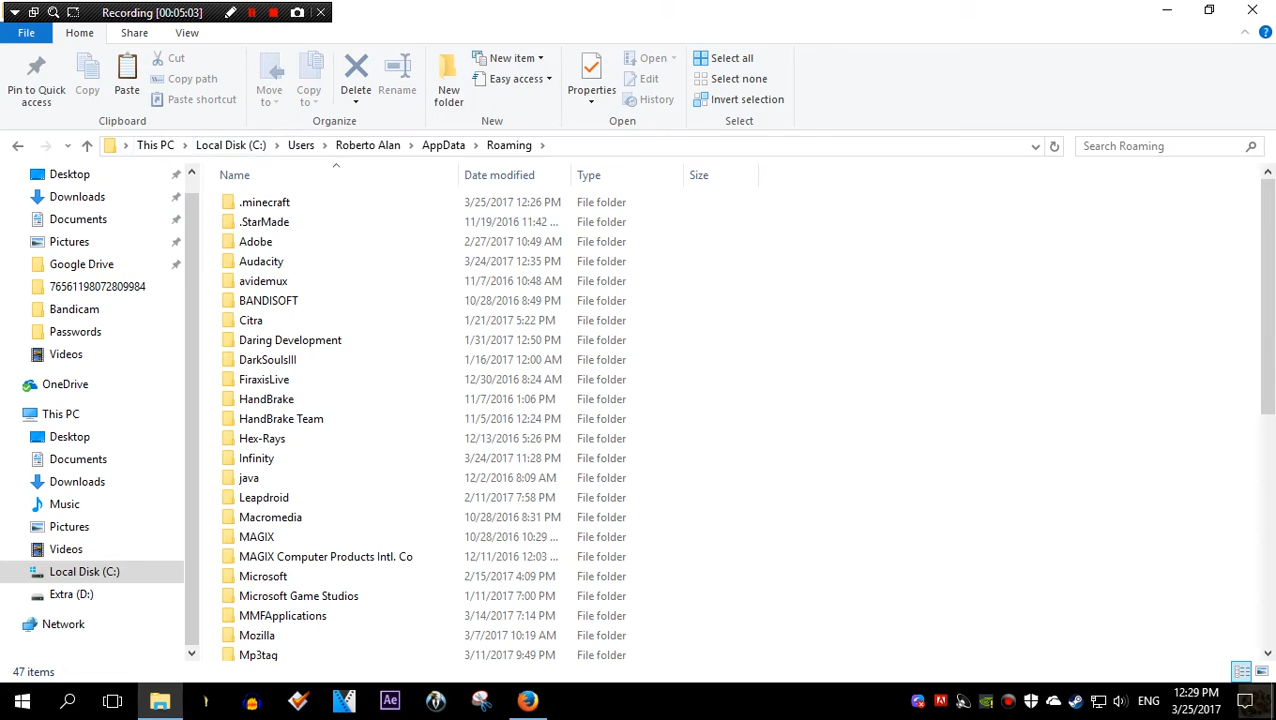 Recording [00:05:03]
File Home Share View
Pin to Quick access
Copy
Paste
Cut
Copy path
Paste shortcut
Clipboard
Move to
Copy to
Delete
Rename
Organize
New folder
New item
Easy access
New
Properties
Open
Edit
History
Open
Select all
Select none
Invert selection
Select
This PC Local Disk (C:) Users Roberto Alan AppData Roaming
Search Roaming
Desktop
Downloads
Documents
Pictures
Google Drive
76561198072809984
Bandicam
Passwords
Videos
OneDrive
This PC
Desktop
Documents
Downloads
Music
Pictures
Videos
Local Disk (C:)
Extra (D:)
Network
Name Date modified Type Size
.minecraft 3/25/2017 12:26 PM File folder
.StarMade 11/19/2016 11:42 ... File folder
Adobe 2/27/2017 10:49 AM File folder
Audacity 3/24/2017 12:35 PM File folder
avidemux 11/7/2016 10:48 AM File folder
BANDISOFT 10/28/2016 8:49 PM File folder
Citra 1/21/2017 5:22 PM File folder
Daring Development 1/31/2017 12:50 PM File folder
DarkSoulsIII 1/16/2017 12:00 AM File folder
FiraxisLive 12/30/2016 8:24 AM File folder
HandBrake 11/7/2016 1:06 PM File folder
HandBrake Team 11/5/2016 12:24 PM File folder
Hex-Rays 12/13/2016 5:26 PM File folder
Infinity 3/24/2017 11:28 PM File folder
java 12/2/2016 8:09 AM File folder
Leapdroid 2/11/2017 7:58 PM File folder
Macromedia 10/28/2016 8:31 PM File folder
MAGIX 10/28/2016 10:29 ... File folder
MAGIX Computer Products Intl. Co 12/11/2016 12:03 ... File folder
Microsoft 2/15/2017 4:09 PM File folder
Microsoft Game Studios 1/11/2017 7:00 PM File folder
MMFApplications 3/14/2017 7:14 PM File folder
Mozilla 3/7/2017 10:19 AM File folder
Mp3tag 3/11/2017 9:49 PM File folder
47 items
Ae
ENG
12:29 PM
3/25/2017